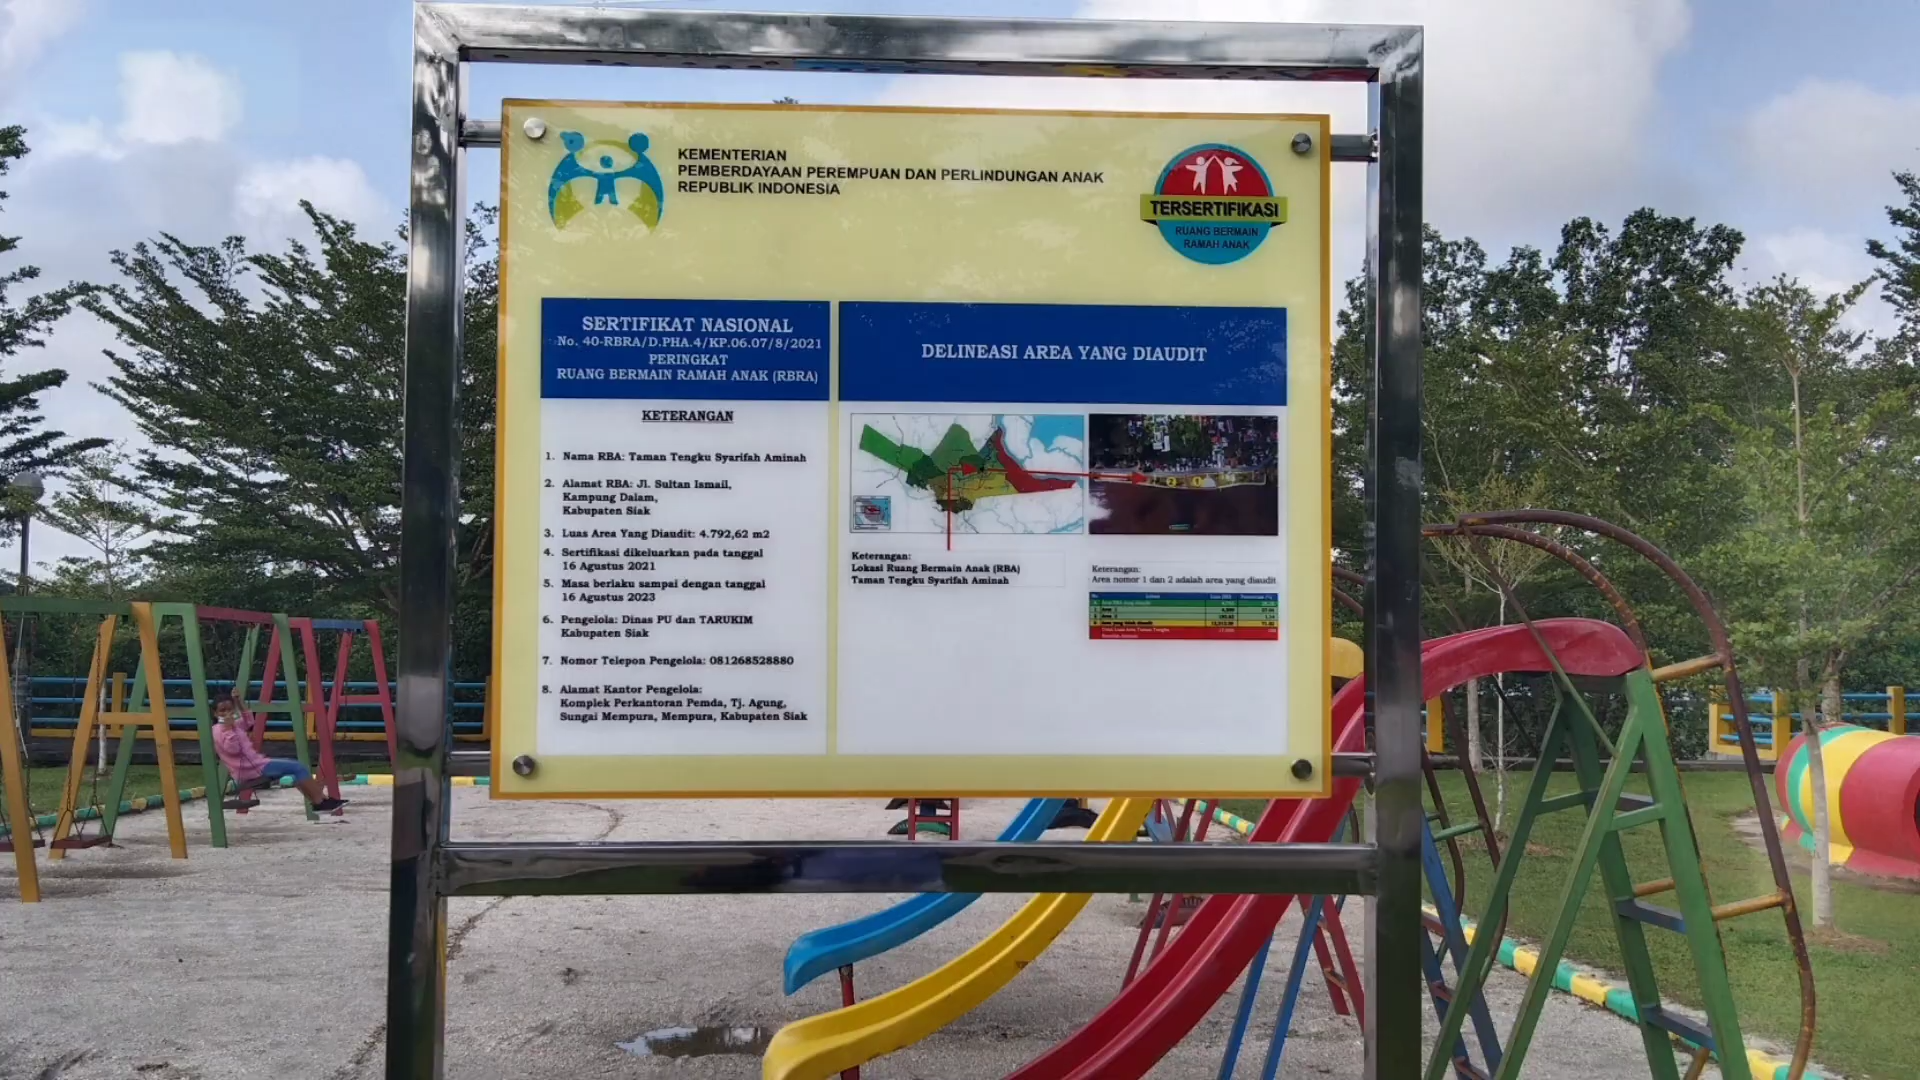 KEMENTERIAN
PEMBERDAYAAN PEREMPUAN DAN PERLINDUNGAN ANAK
REPUBLIK INDONESIA
TERSERTIFIKASI
RUANG BERMAIN
RAMAH ANAK
SERTIFIKAT NASIONAL
No. 40-RBRA/D.PHA.4/KP.06.07/8/2021
PERINGKAT
RUANG BERMAIN RAMAH ANAK (RBRA)
KETERANGAN
1. Nama RBA: Taman Tengku Syarifah Aminah
2. Alamat RBA: Jl. Sultan Ismail,
Kampung Dalam,
Kabupaten Siak
3. Luas Area Yang Diaudit: 4.792,62 m2
4. Sertifikasi dikeluarkan pada tanggal
16 Agustus 2021
5. Masa berlaku sampai dengan tanggal
16 Agustus 2023
6. Pengelola: Dinas PU dan TARUKIM
Kabupaten Siak
7. Nomor Telepon Pengelola: 081268528880
8. Alamat Kantor Pengelola:
Komplek Perkantoran Pemda, Tj. Agung,
Sungai Mempura, Mempura, Kabupaten Siak
DELINEASI AREA YANG DIAUDIT
2 1
Keterangan:
Lokasi Ruang Bermain Anak (RBA)
Taman Tengku Syarifah Aminah
Keterangan:
Area nomor 1 dan 2 adalah area yang diaudit